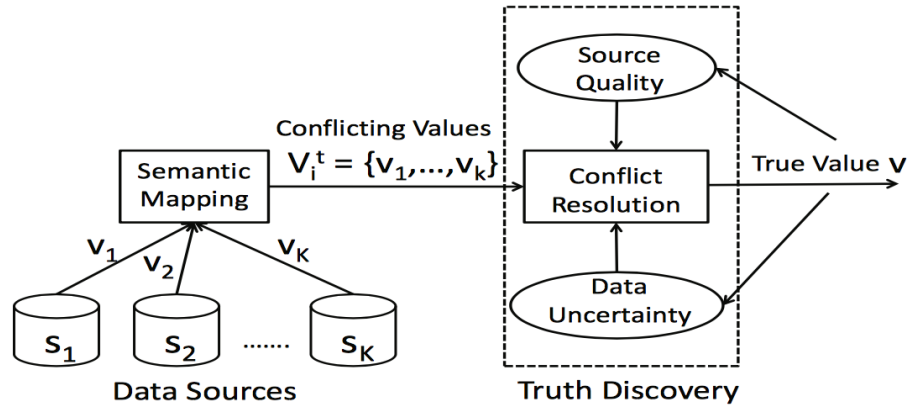 Source
Quality
Conflicting Values
V_i^t = {v_1,...,v_k}
Semantic
Mapping
Conflict
Resolution
True Value v
v_1
v_2
v_K
Data
Uncertainty
S_1
S_2
.......
S_K
Data Sources
Truth Discovery